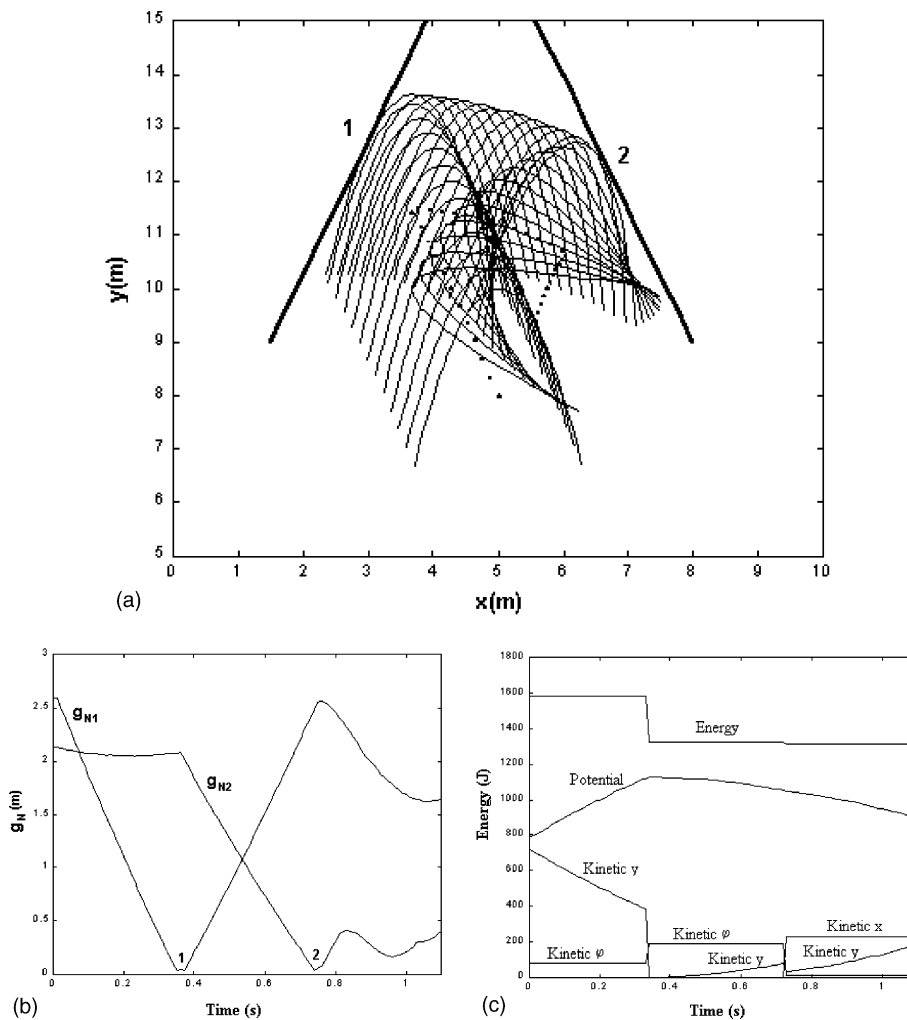 15
14
13
12
11
10
9
8
7
6
5
y(m)
1
2
0 1 2 3 4 5 6 7 8 9 10
x(m)
(a)
3
2.5
2
1.5
1
0.5
0
g_N (m)
g_N1
g_N2
1
2
0 0.2 0.4 0.6 0.8 1
Time (s)
(b)
1800
1600
1400
1200
1000
800
600
400
200
0
Energy (J)
Energy
Potential
Kinetic y
Kinetic φ
Kinetic φ
Kinetic y
Kinetic x
Kinetic y
0 0.2 0.4 0.6 0.8 1
Time (s)
(c)